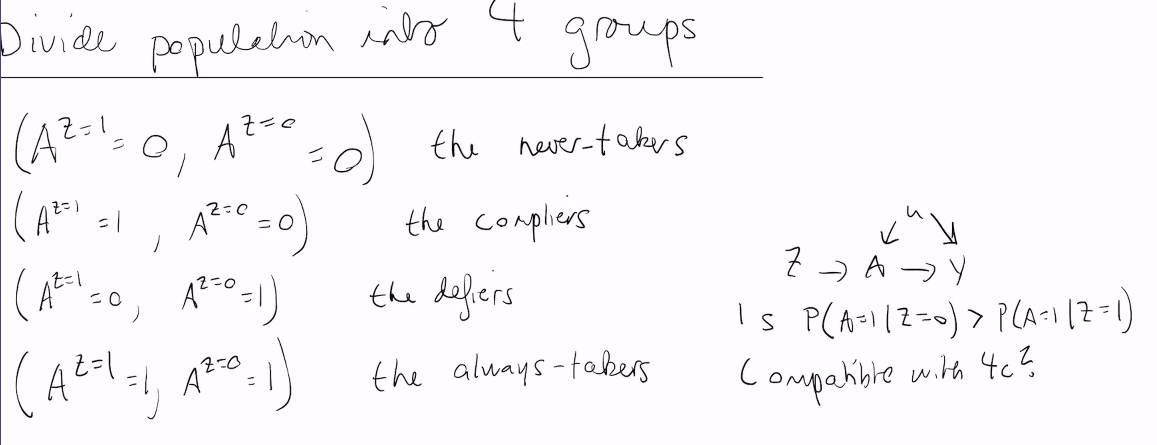 Divide population into 4 groups
(A^{Z=1} = 0, A^{Z=0} = 0) the never-takers
(A^{Z=1} = 1, A^{Z=0} = 0) the compliers
(A^{Z=1} = 0, A^{Z=0} = 1) the defiers
(A^{Z=1} = 1, A^{Z=0} = 1) the always-takers
u
↙ ↘
Z → A → Y
Is P(A=1|Z=0) > P(A=1|Z=1)
Compatible with 4c?